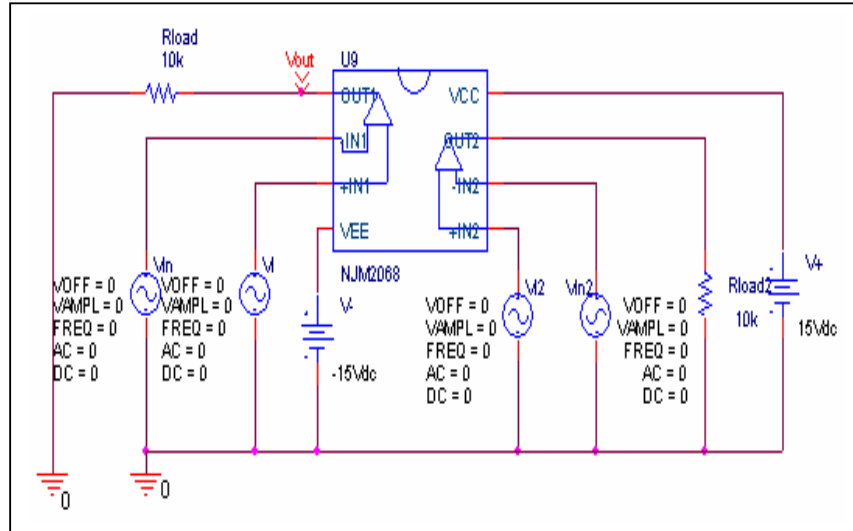 Rload
10k
Vout
U9
OUT1
VCC
-IN1
OUT2
+IN1
-IN2
VEE
+IN2
NJM2068
Vin
VOFF = 0
VAMPL = 0
FREQ = 0
AC = 0
DC = 0
VI
VOFF = 0
VAMPL = 0
FREQ = 0
AC = 0
DC = 0
V-
-15Vdc
VI2
VOFF = 0
VAMPL = 0
FREQ = 0
AC = 0
DC = 0
Vin2
VOFF = 0
VAMPL = 0
FREQ = 0
AC = 0
DC = 0
Rload2
10k
V+
15Vdc
0
0